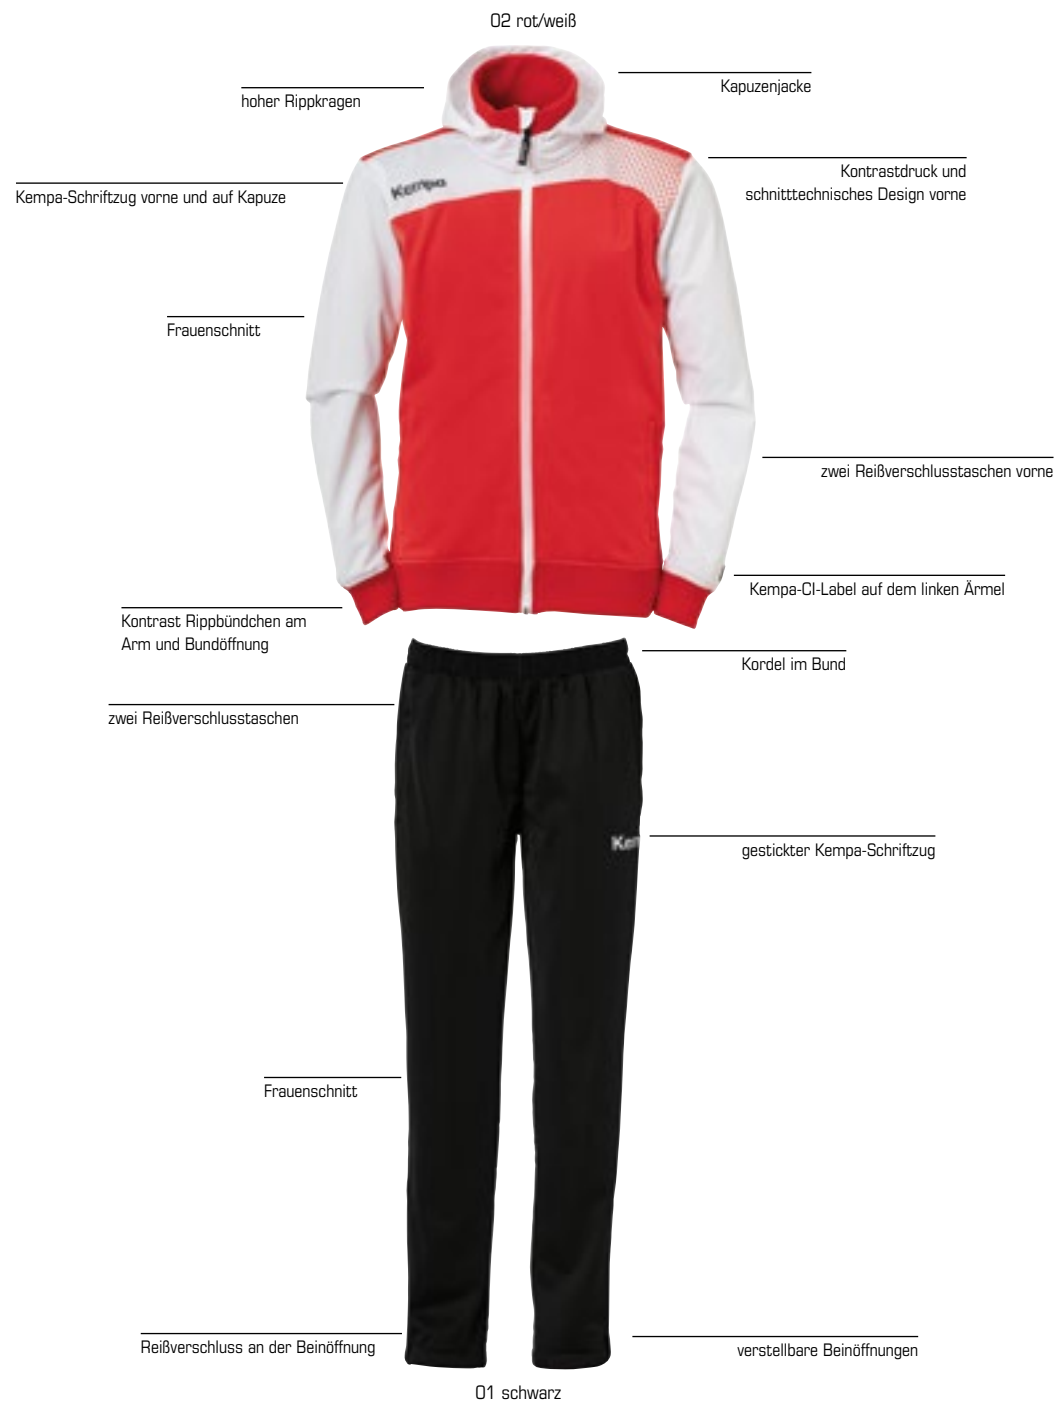 02 rot/weiß
Kapuzenjacke
hoher Rippkragen
Kontrastdruck und
schnitttechnisches Design vorne
Kempa-Schriftzug vorne und auf Kapuze
Kempa
Frauenschnitt
zwei Reißverschlusstaschen vorne
Kempa-CI-Label auf dem linken Ärmel
Kontrast Rippbündchen am
Arm und Bundöffnung
Kordel im Bund
zwei Reißverschlusstaschen
Kem
gestickter Kempa-Schriftzug
Frauenschnitt
Reißverschluss an der Beinöffnung
verstellbare Beinöffnungen
01 schwarz